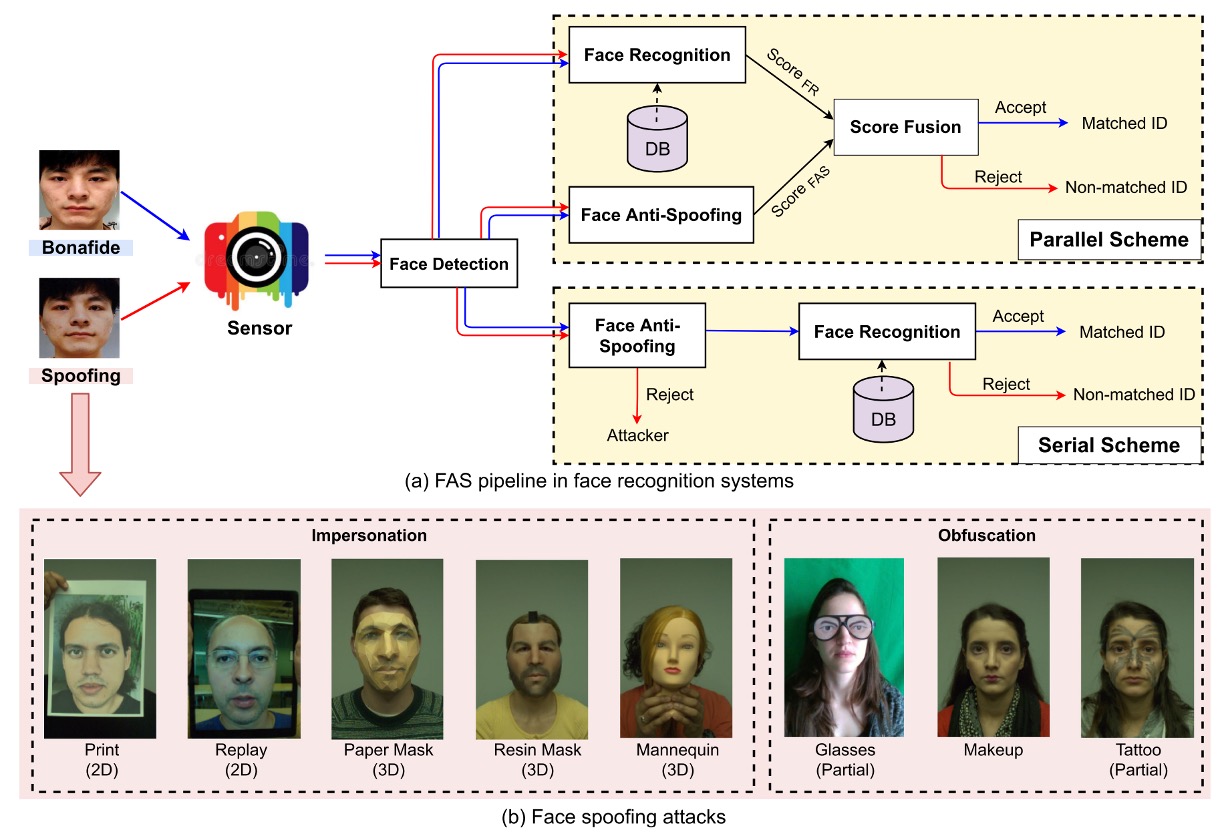 Face Recognition
DB
Score FR
Score Fusion
Accept
Matched ID
Reject
Non-matched ID
Face Anti-Spoofing
Score FAS
Parallel Scheme
Bonafide
Spoofing
Sensor
Face Detection
Face Anti-
Spoofing
Reject
Attacker
Face Recognition
DB
Accept
Matched ID
Reject
Non-matched ID
Serial Scheme
(a) FAS pipeline in face recognition systems
Impersonation
Print
(2D)
Replay
(2D)
Paper Mask
(3D)
Resin Mask
(3D)
Mannequin
(3D)
Obfuscation
Glasses
(Partial)
Makeup
Tattoo
(Partial)
(b) Face spoofing attacks